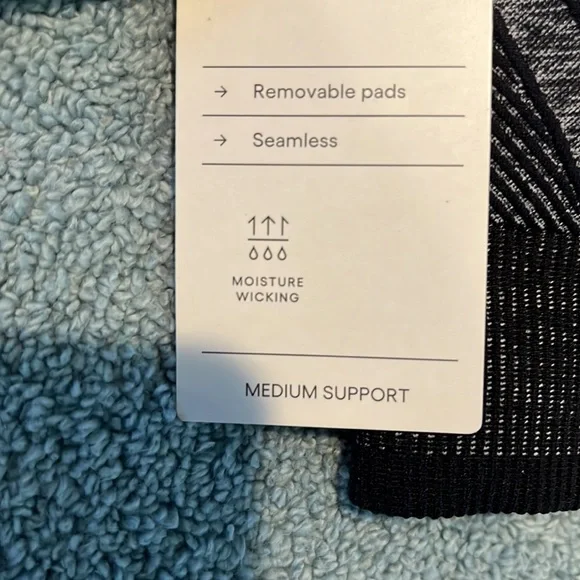 → Removable pads
→ Seamless
MOISTURE
WICKING
MEDIUM SUPPORT